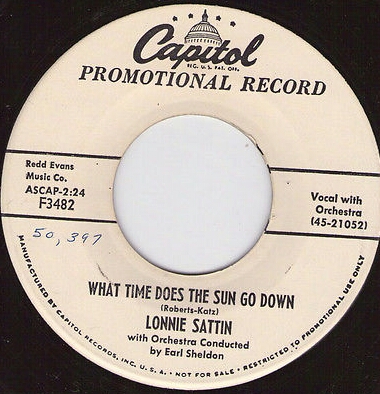 Capitol
REG. U.S. PAT. OFF.
PROMOTIONAL RECORD
Redd Evans
Music Co.
ASCAP-2:24
F3482
Vocal with
Orchestra
(45-21052)
50,397
WHAT TIME DOES THE SUN GO DOWN
(Roberts-Katz)
LONNIE SATTIN
with Orchestra Conducted
by Earl Sheldon
MANUFACTURED BY CAPITOL RECORDS, INC. U. S. A. • NOT FOR SALE • RESTRICTED TO PROMOTIONAL USE ONLY